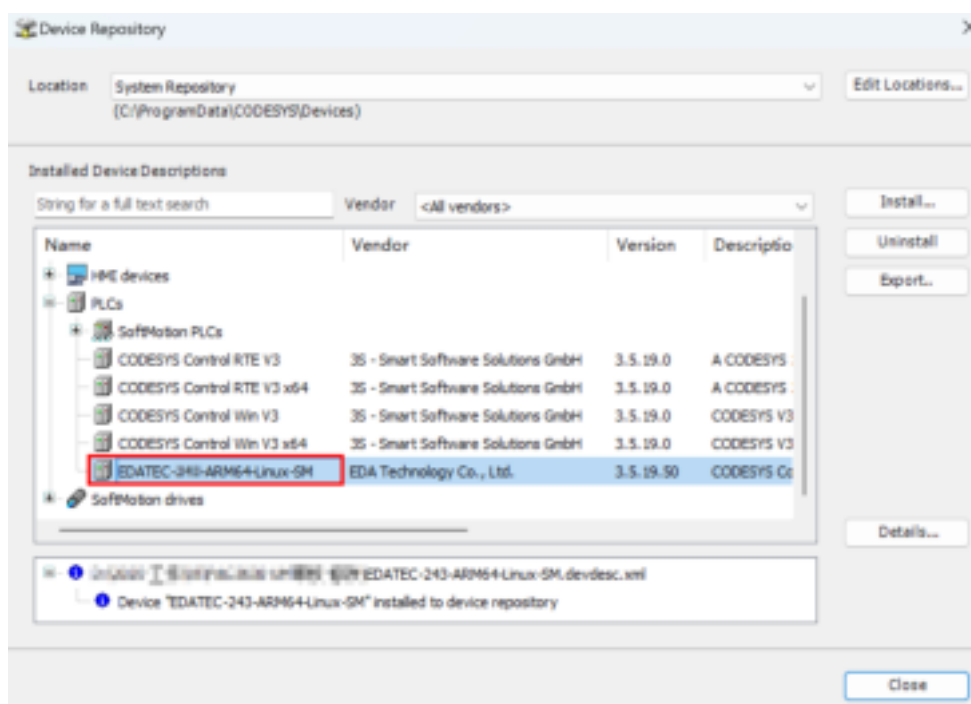 Device Repository
Location System Repository Edit Locations...
(C:\ProgramData\CODESYS\Devices)
Installed Device Descriptions
String for a full text search Vendor <All vendors> Install...
Name Vendor Version Descriptio Uninstall
HMI devices Export...
PLCs
SoftMotion PLCs
CODESYS Control RTE V3 3S - Smart Software Solutions GmbH 3.5.19.0 A CODESYS
CODESYS Control RTE V3 x64 3S - Smart Software Solutions GmbH 3.5.19.0 A CODESYS
CODESYS Control Win V3 3S - Smart Software Solutions GmbH 3.5.19.0 CODESYS V3
CODESYS Control Win V3 x64 3S - Smart Software Solutions GmbH 3.5.19.0 CODESYS V3
EDA Technology Co., Ltd. 3.5.19.50 CODESYS Co
SoftMotion drives
Details...
EDATEC-243-ARM64-Linux-SM.devdesc.xml
Device "EDATEC-243-ARM64-Linux-SM" installed to device repository
Close